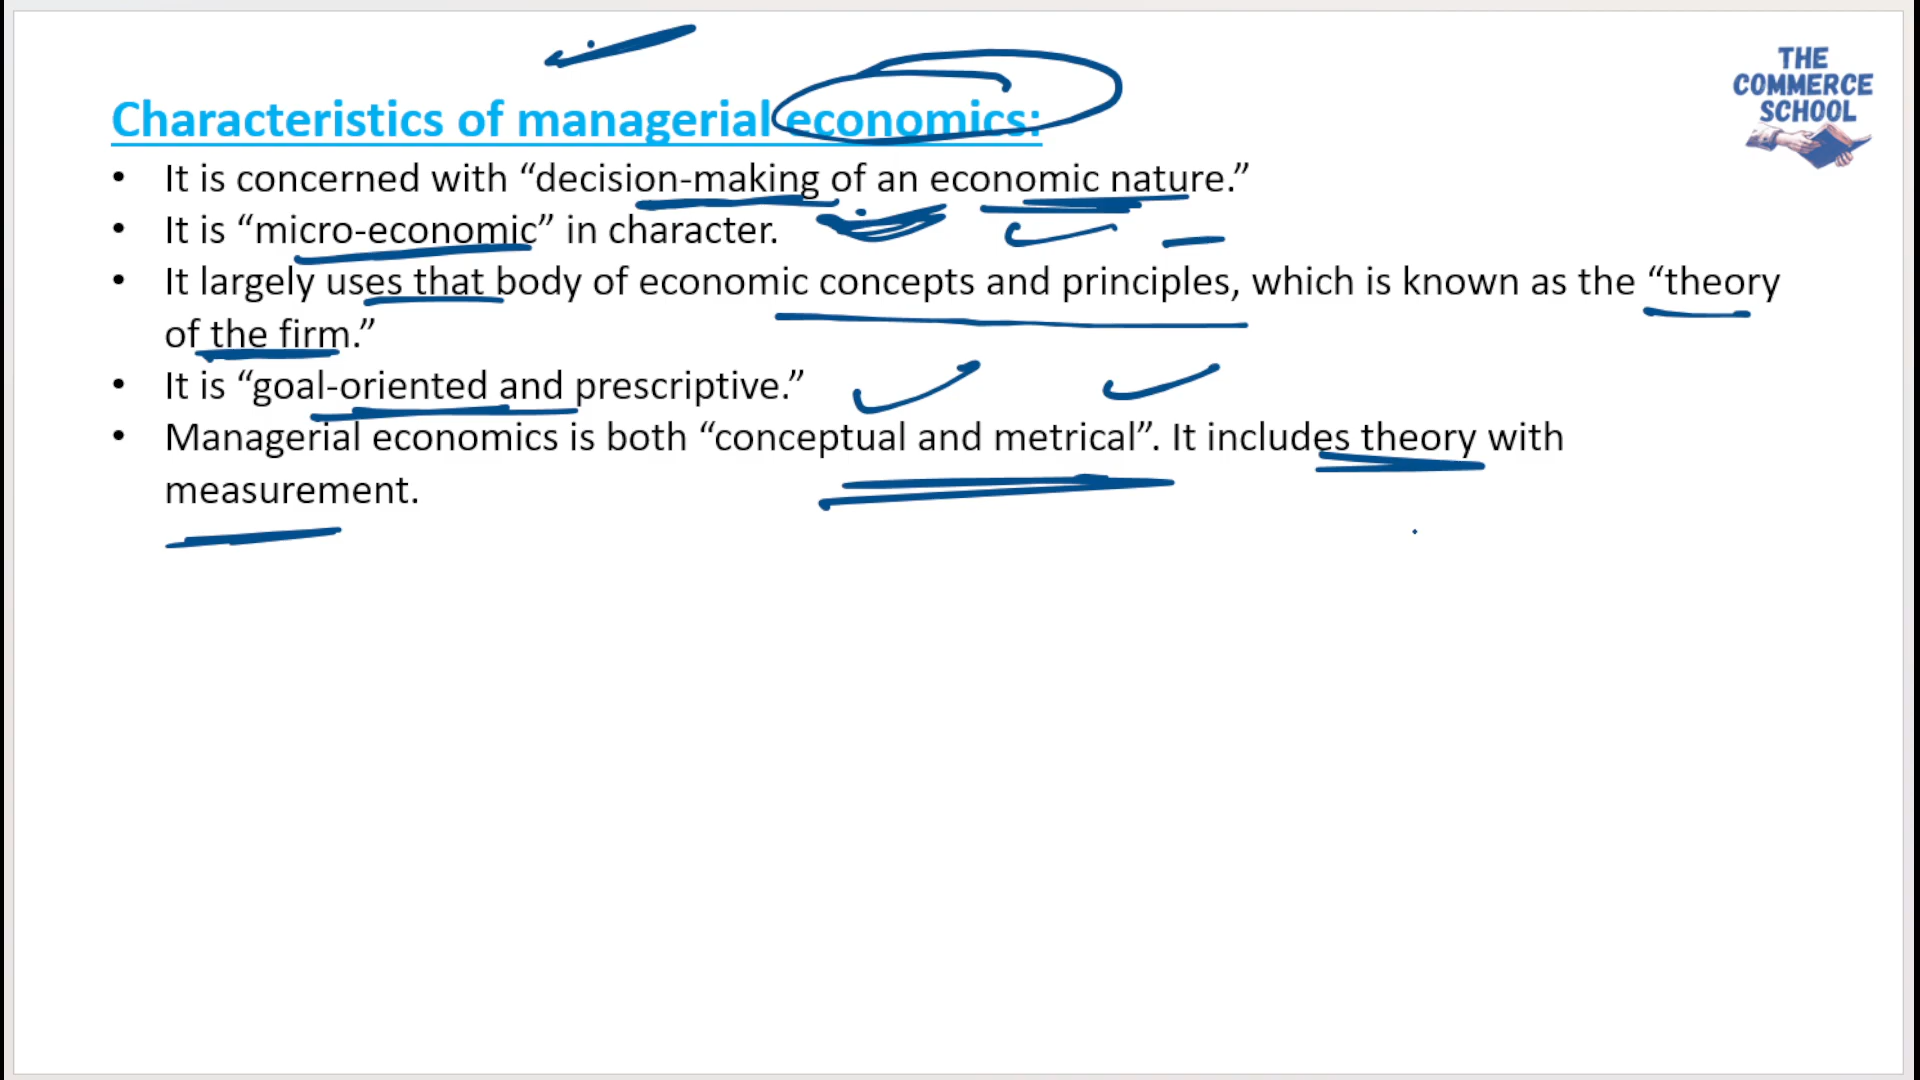 THE
COMMERCE
SCHOOL
Characteristics of managerial economics:
• It is concerned with “decision-making of an economic nature.”
• It is “micro-economic” in character.
• It largely uses that body of economic concepts and principles, which is known as the “theory
of the firm.”
• It is “goal-oriented and prescriptive.”
• Managerial economics is both “conceptual and metrical”. It includes theory with
measurement.